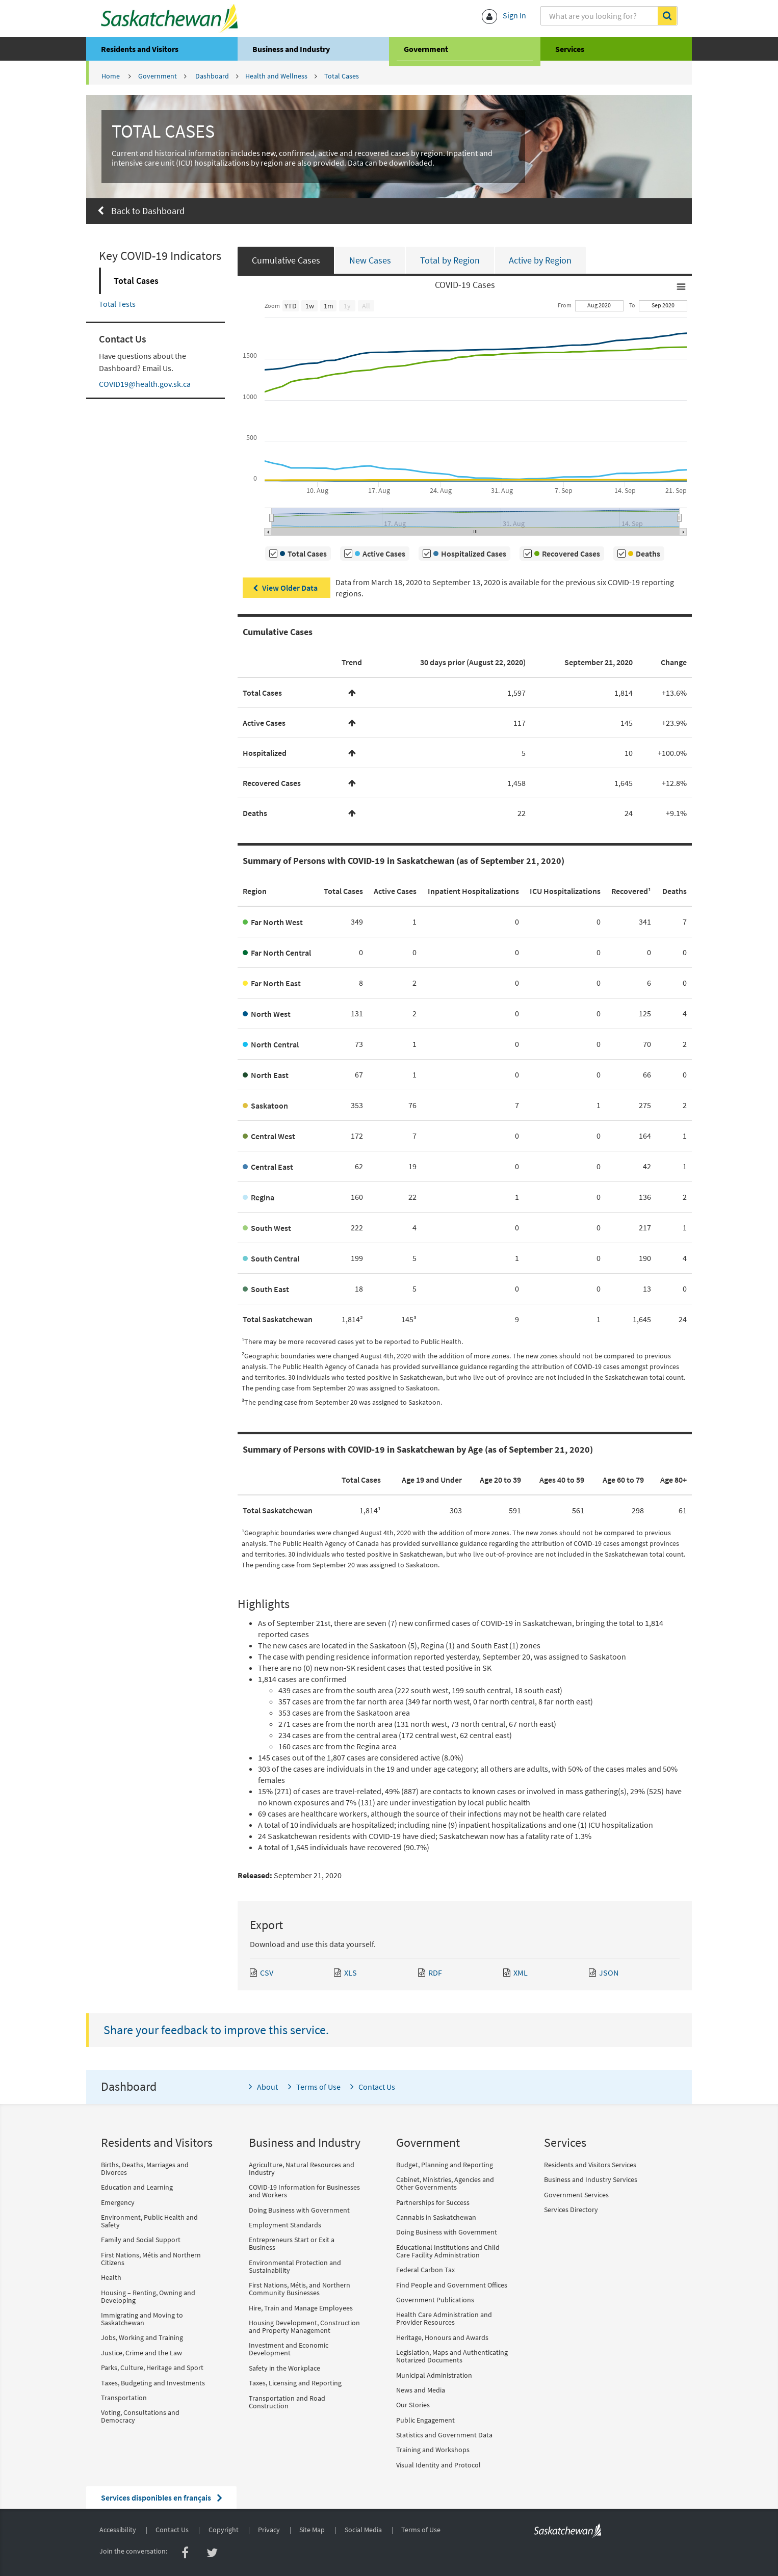 Saskatchewan
Sign In
What are you looking for?
Residents and Visitors
Business and Industry
Government
Services
Home > Government > Dashboard > Health and Wellness > Total Cases
TOTAL CASES
Current and historical information includes new, confirmed, active and recovered cases by region. Inpatient and
intensive care unit (ICU) hospitalizations by region are also provided. Data can be downloaded.
Back to Dashboard
Key COVID-19 Indicators
Total Cases
Total Tests
Contact Us
Have questions about the
Dashboard? Email Us.
COVID19@health.gov.sk.ca
Cumulative Cases
New Cases
Total by Region
Active by Region
COVID-19 Cases
Zoom YTD 1w 1m 1y All
From Aug 2020 To Sep 2020
1500
1000
500
0
10. Aug 17. Aug 24. Aug 31. Aug 7. Sep 14. Sep 21. Sep
17. Aug 31. Aug 14. Sep
Total Cases Active Cases Hospitalized Cases Recovered Cases Deaths
View Older Data
Data from March 18, 2020 to September 13, 2020 is available for the previous six COVID-19 reporting
regions.
Cumulative Cases
Trend 30 days prior (August 22, 2020) September 21, 2020 Change
Total Cases 1,597 1,814 +13.6%
Active Cases 117 145 +23.9%
Hospitalized 5 10 +100.0%
Recovered Cases 1,458 1,645 +12.8%
Deaths 22 24 +9.1%
Summary of Persons with COVID-19 in Saskatchewan (as of September 21, 2020)
Region Total Cases Active Cases Inpatient Hospitalizations ICU Hospitalizations Recovered¹ Deaths
Far North West 349 1 0 0 341 7
Far North Central 0 0 0 0 0 0
Far North East 8 2 0 0 6 0
North West 131 2 0 0 125 4
North Central 73 1 0 0 70 2
North East 67 1 0 0 66 0
Saskatoon 353 76 7 1 275 2
Central West 172 7 0 0 164 1
Central East 62 19 0 0 42 1
Regina 160 22 1 0 136 2
South West 222 4 0 0 217 1
South Central 199 5 1 0 190 4
South East 18 5 0 0 13 0
Total Saskatchewan 1,814² 145³ 9 1 1,645 24
¹There may be more recovered cases yet to be reported to Public Health.
²Geographic boundaries were changed August 4th, 2020 with the addition of more zones. The new zones should not be compared to previous
analysis. The Public Health Agency of Canada has provided surveillance guidance regarding the attribution of COVID-19 cases amongst provinces
and territories. 30 individuals who tested positive in Saskatchewan, but who live out-of-province are not included in the Saskatchewan total count.
The pending case from September 20 was assigned to Saskatoon.
³The pending case from September 20 was assigned to Saskatoon.
Summary of Persons with COVID-19 in Saskatchewan by Age (as of September 21, 2020)
Total Cases Age 19 and Under Age 20 to 39 Ages 40 to 59 Age 60 to 79 Age 80+
Total Saskatchewan 1,814¹ 303 591 561 298 61
¹Geographic boundaries were changed August 4th, 2020 with the addition of more zones. The new zones should not be compared to previous
analysis. The Public Health Agency of Canada has provided surveillance guidance regarding the attribution of COVID-19 cases amongst provinces
and territories. 30 individuals who tested positive in Saskatchewan, but who live out-of-province are not included in the Saskatchewan total count.
The pending case from September 20 was assigned to Saskatoon.
Highlights
As of September 21st, there are seven (7) new confirmed cases of COVID-19 in Saskatchewan, bringing the total to 1,814
reported cases
The new cases are located in the Saskatoon (5), Regina (1) and South East (1) zones
The case with pending residence information reported yesterday, September 20, was assigned to Saskatoon
There are no (0) new non-SK resident cases that tested positive in SK
1,814 cases are confirmed
439 cases are from the south area (222 south west, 199 south central, 18 south east)
357 cases are from the far north area (349 far north west, 0 far north central, 8 far north east)
353 cases are from the Saskatoon area
271 cases are from the north area (131 north west, 73 north central, 67 north east)
234 cases are from the central area (172 central west, 62 central east)
160 cases are from the Regina area
145 cases out of the 1,807 cases are considered active (8.0%)
303 of the cases are individuals in the 19 and under age category; all others are adults, with 50% of the cases males and 50%
females
15% (271) of cases are travel-related, 49% (887) are contacts to known cases or involved in mass gathering(s), 29% (525) have
no known exposures and 7% (131) are under investigation by local public health
69 cases are healthcare workers, although the source of their infections may not be health care related
A total of 10 individuals are hospitalized; including nine (9) inpatient hospitalizations and one (1) ICU hospitalization
24 Saskatchewan residents with COVID-19 have died; Saskatchewan now has a fatality rate of 1.3%
A total of 1,645 individuals have recovered (90.7%)
Released: September 21, 2020
Export
Download and use this data yourself.
CSV XLS RDF XML JSON
Share your feedback to improve this service.
Dashboard
About Terms of Use Contact Us
Residents and Visitors
Births, Deaths, Marriages and
Divorces
Education and Learning
Emergency
Environment, Public Health and
Safety
Family and Social Support
First Nations, Métis and Northern
Citizens
Health
Housing – Renting, Owning and
Developing
Immigrating and Moving to
Saskatchewan
Jobs, Working and Training
Justice, Crime and the Law
Parks, Culture, Heritage and Sport
Taxes, Budgeting and Investments
Transportation
Voting, Consultations and
Democracy
Business and Industry
Agriculture, Natural Resources and
Industry
COVID-19 Information for Businesses
and Workers
Doing Business with Government
Employment Standards
Entrepreneurs Start or Exit a
Business
Environmental Protection and
Sustainability
First Nations, Métis, and Northern
Community Businesses
Hire, Train and Manage Employees
Housing Development, Construction
and Property Management
Investment and Economic
Development
Safety in the Workplace
Taxes, Licensing and Reporting
Transportation and Road
Construction
Government
Budget, Planning and Reporting
Cabinet, Ministries, Agencies and
Other Governments
Partnerships for Success
Cannabis in Saskatchewan
Doing Business with Government
Educational Institutions and Child
Care Facility Administration
Federal Carbon Tax
Find People and Government Offices
Government Publications
Health Care Administration and
Provider Resources
Heritage, Honours and Awards
Legislation, Maps and Authenticating
Notarized Documents
Municipal Administration
News and Media
Our Stories
Public Engagement
Statistics and Government Data
Training and Workshops
Visual Identity and Protocol
Services
Residents and Visitors Services
Business and Industry Services
Government Services
Services Directory
Services disponibles en français
Accessibility | Contact Us | Copyright | Privacy | Site Map | Social Media | Terms of Use
Saskatchewan
Join the conversation: